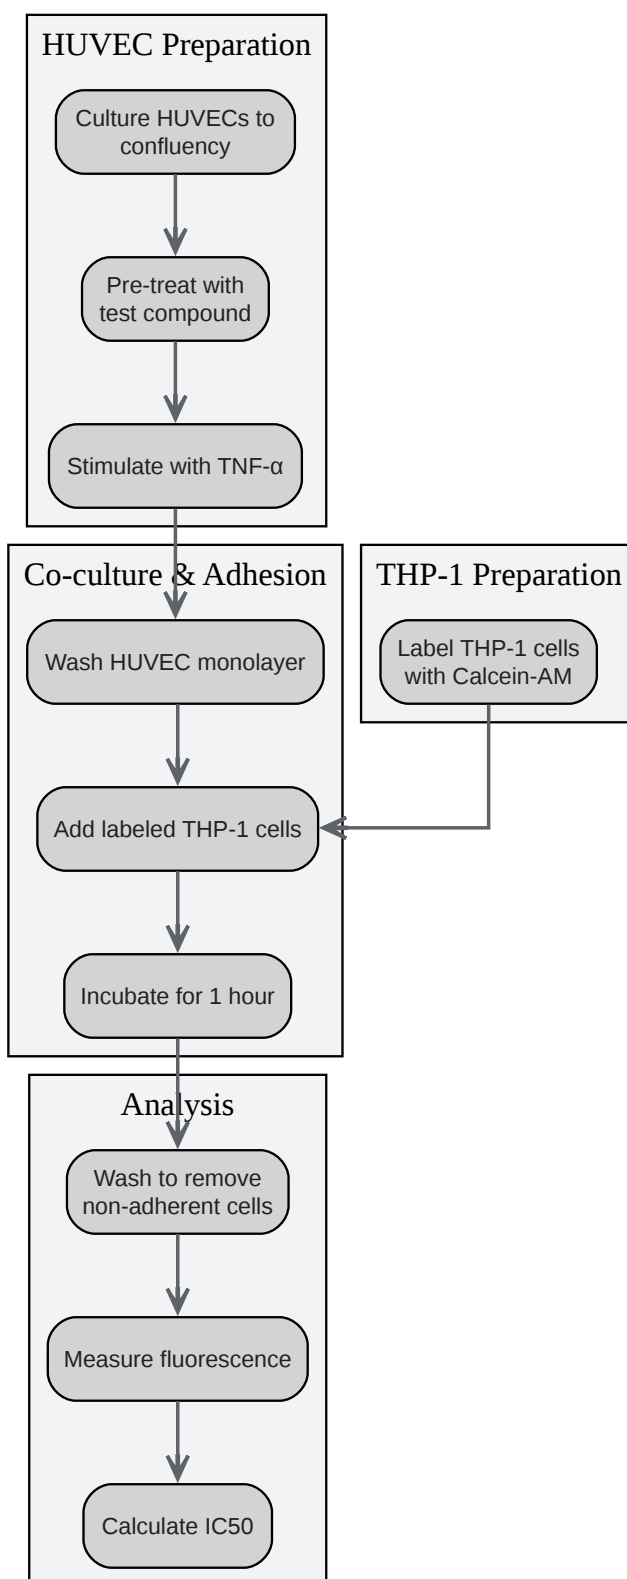 HUVEC Preparation
Culture HUVECs to
confluency
Pre-treat with
test compound
Stimulate with TNF-α
Co-culture & Adhesion
Wash HUVEC monolayer
THP-1 Preparation
Label THP-1 cells
with Calcein-AM
Add labeled THP-1 cells
Incubate for 1 hour
Analysis
Wash to remove
non-adherent cells
Measure fluorescence
Calculate IC50